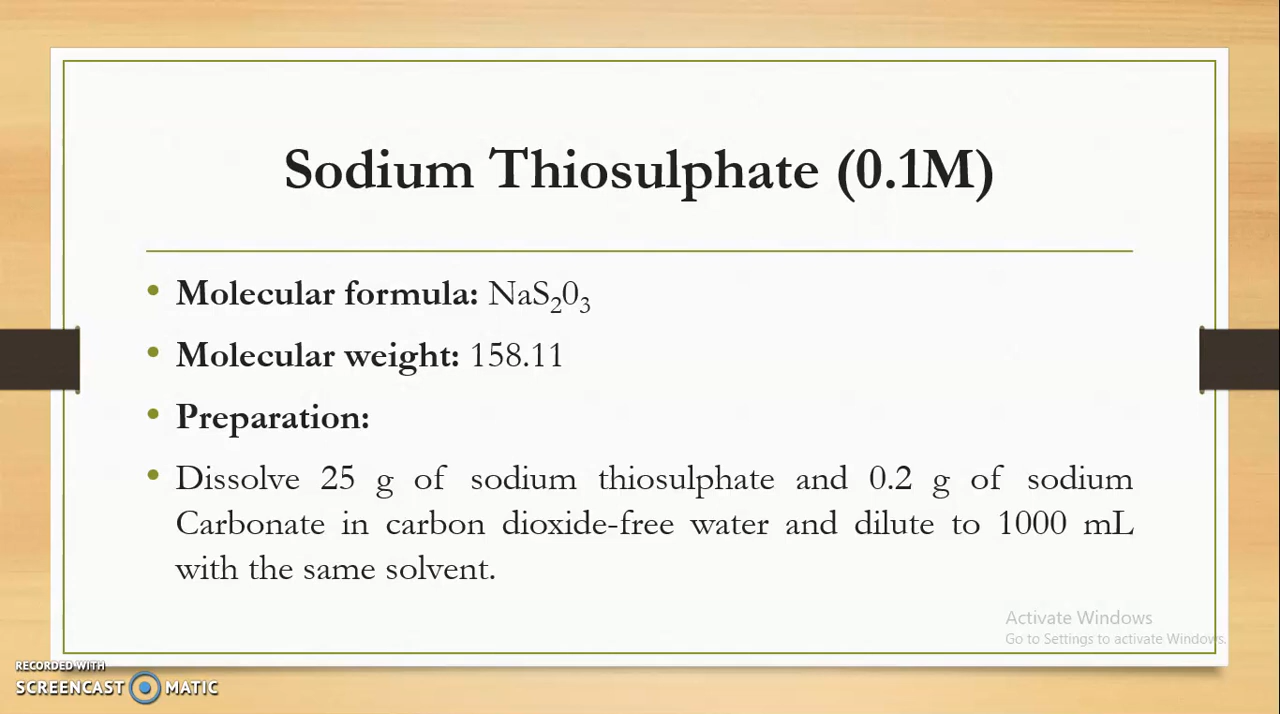 Sodium Thiosulphate (0.1M)
• Molecular formula: NaS₂0₃
• Molecular weight: 158.11
• Preparation:
• Dissolve 25 g of sodium thiosulphate and 0.2 g of sodium
Carbonate in carbon dioxide-free water and dilute to 1000 mL
with the same solvent.
Activate Windows
Go to Settings to activate Windows.
RECORDED WITH
SCREENCAST MATIC